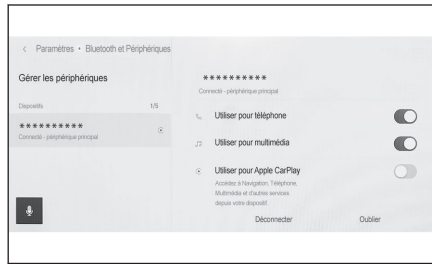 ‹ Paramètres • Bluetooth et Périphériques
Gérer les périphériques
Dispositifs 1/5
**********
Connecté - périphérique principal
**********
Connecté - périphérique principal
Utiliser pour téléphone
Utiliser pour multimédia
Utiliser pour Apple CarPlay
Accédez à Navigation, Téléphone,
Multimédia et d'autres services
depuis votre dispositif
Déconnecter Oublier